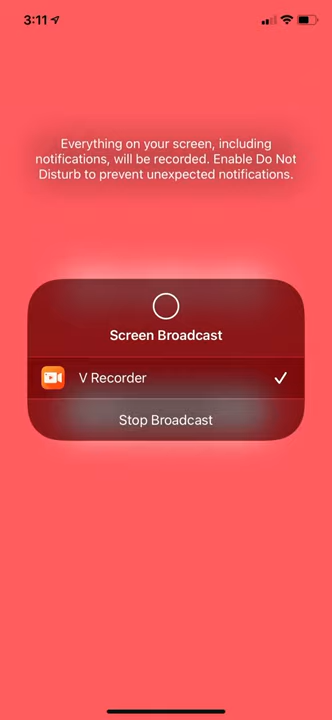 3:11
Everything on your screen, including
notifications, will be recorded. Enable Do Not
Disturb to prevent unexpected notifications.
Screen Broadcast
V Recorder
Stop Broadcast